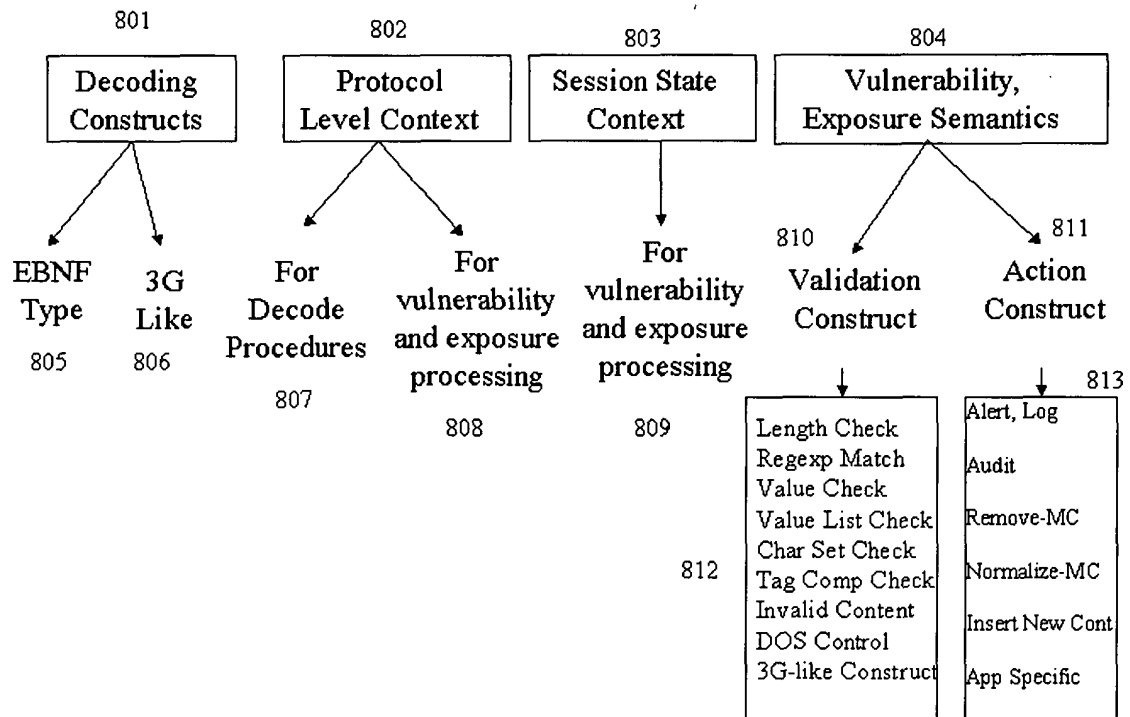 801
802
803
804
Decoding
Constructs
Protocol
Level Context
Session State
Context
Vulnerability,
Exposure Semantics
EBNF
Type
805
3G
Like
806
For
Decode
Procedures
807
For
vulnerability
and exposure
processing
808
For
vulnerability
and exposure
processing
809
810
Validation
Construct
811
Action
Construct
812
Length Check
Regexp Match
Value Check
Value List Check
Char Set Check
Tag Comp Check
Invalid Content
DOS Control
3G-like Construct
813
Alert, Log
Audit
Remove-MC
Normalize-MC
Insert New Cont
App Specific